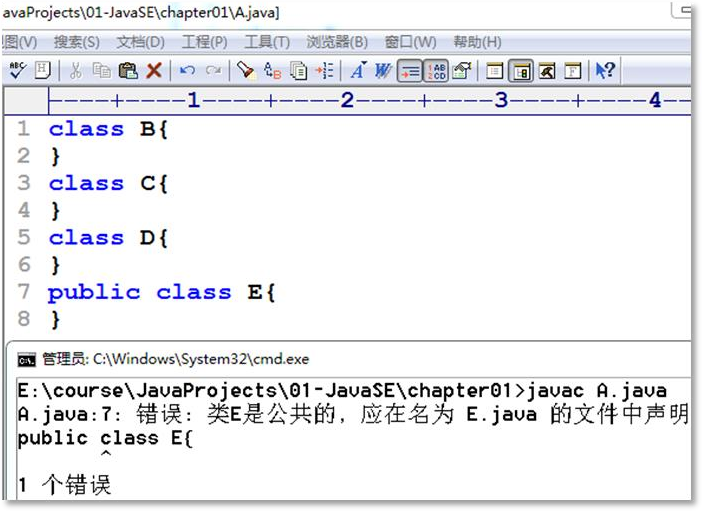 avaProjects\01-JavaSE\chapter01\A.java]
图(V) 搜索(S) 文档(D) 工程(P) 工具(T) 浏览器(B) 窗口(W) 帮助(H)
----+----1----+----2----+----3----+----4--
1 class B{
2 }
3 class C{
4 }
5 class D{
6 }
7 public class E{
8 }
管理员: C:\Windows\System32\cmd.exe
E:\course\JavaProjects\01-JavaSE\chapter01>javac A.java
A.java:7: 错误: 类E是公共的, 应在名为 E.java 的文件中声明
public class E{
^
1 个错误